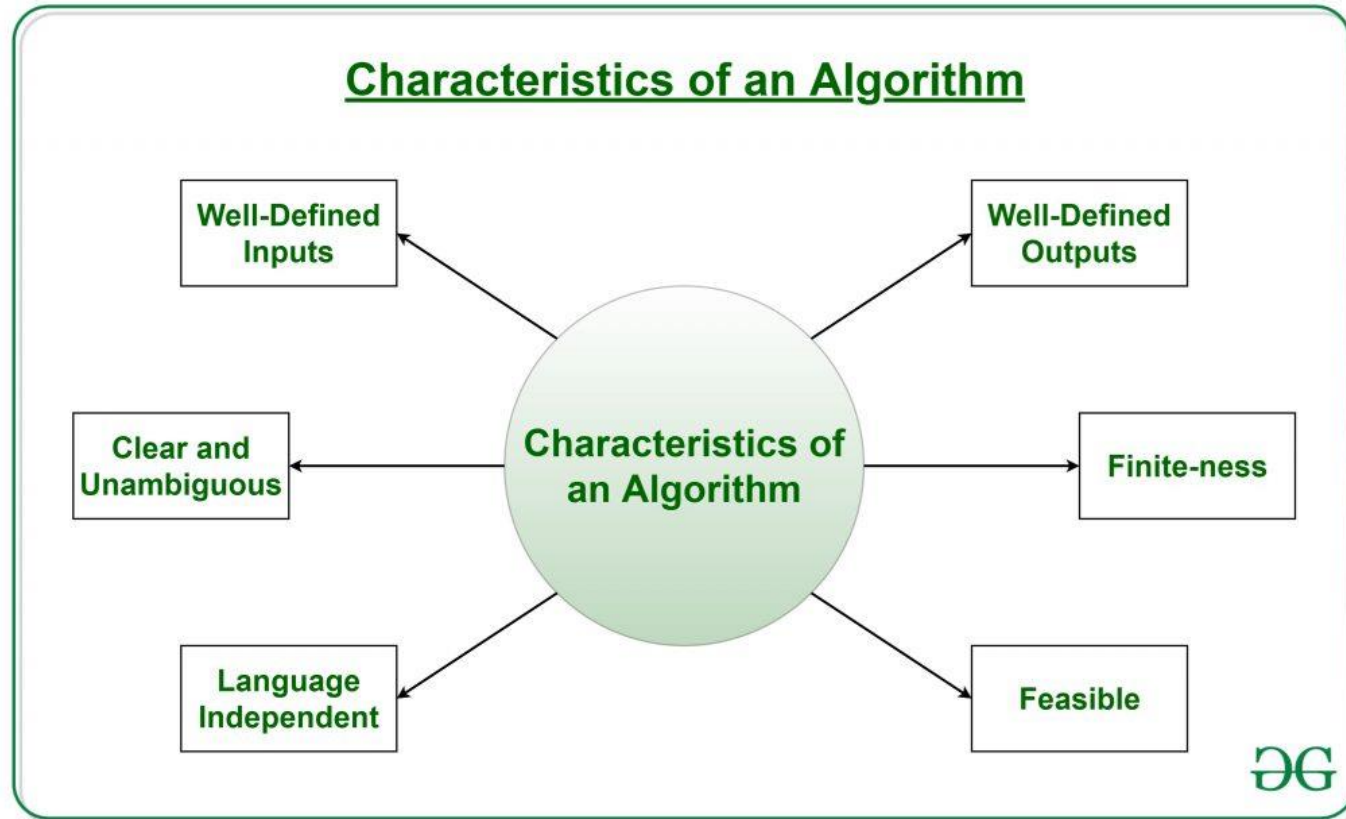 Characteristics of an Algorithm
Well-Defined
Inputs
Well-Defined
Outputs
Clear and
Unambiguous
Characteristics of
an Algorithm
Finite-ness
Language
Independent
Feasible